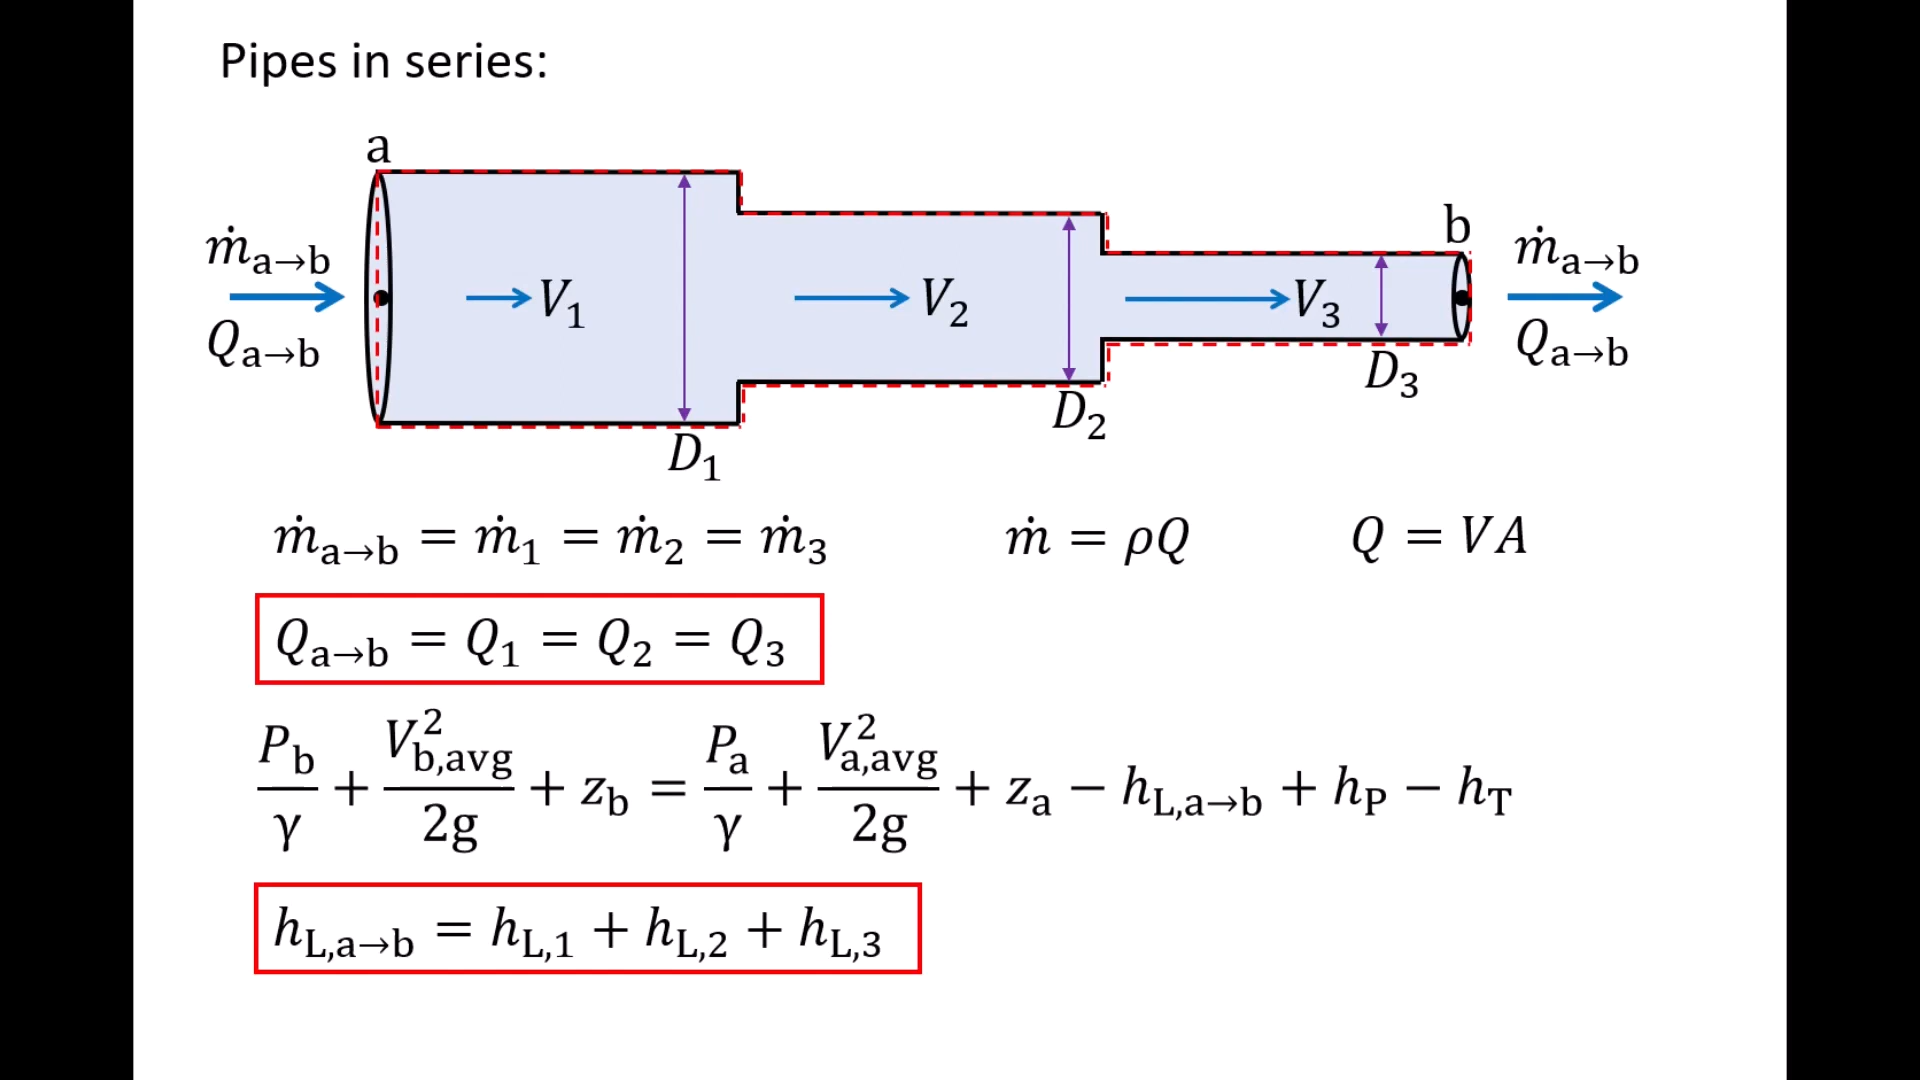 Pipes in series:
a
b
ṁa→b
ṁa→b
V1
V2
V3
Qa→b
Qa→b
D3
D2
D1
ṁa→b = ṁ1 = ṁ2 = ṁ3
ṁ = ρQ
Q = VA
Qa→b = Q1 = Q2 = Q3
Pb/γ + V²b,avg/2g + zb = Pa/γ + V²a,avg/2g + za − hL,a→b + hP − hT
hL,a→b = hL,1 + hL,2 + hL,3